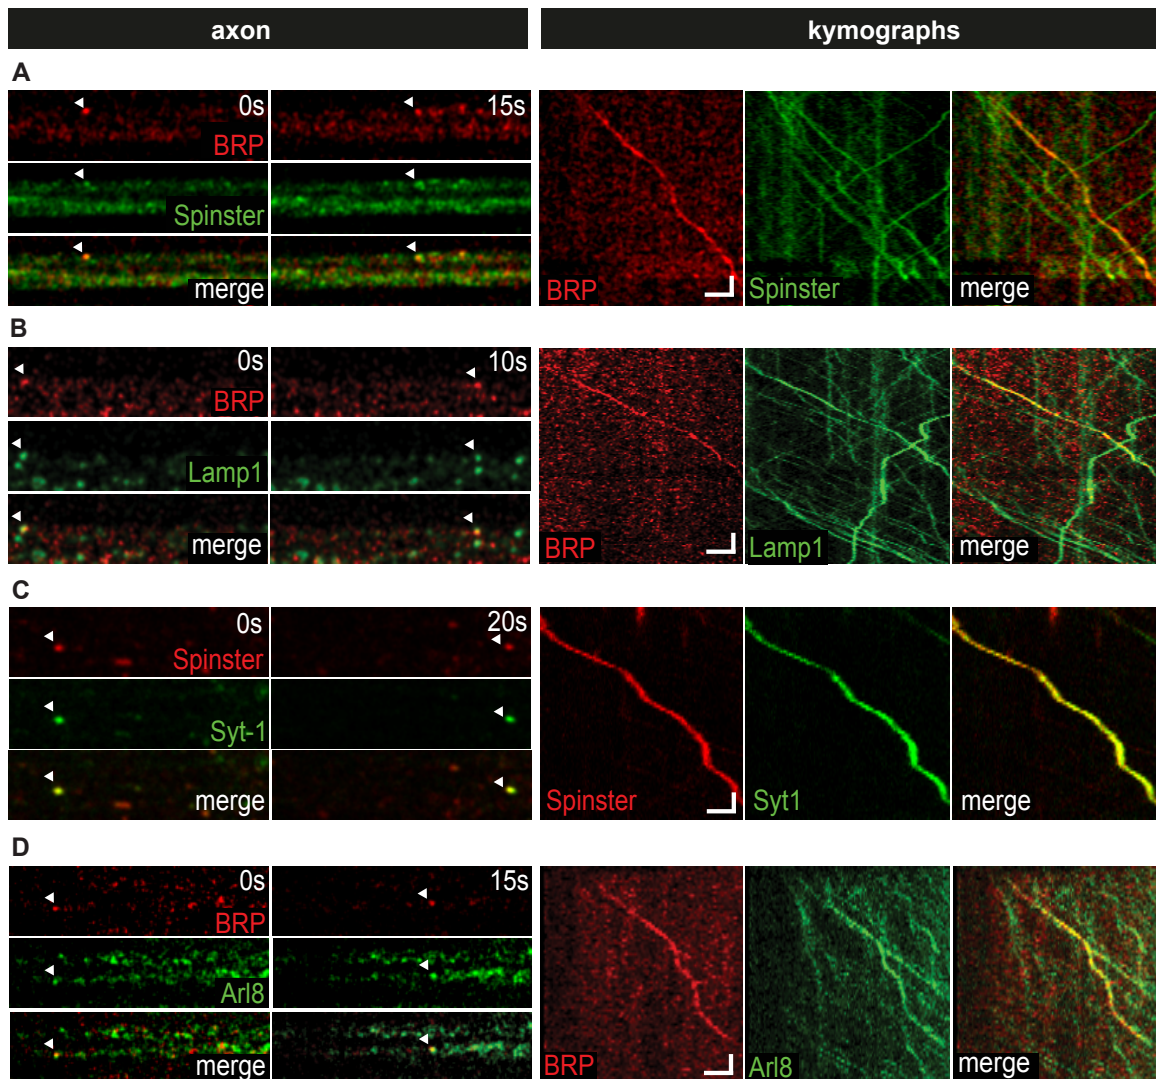 axon
kymographs
A
0s
15s
BRP
Spinster
merge
BRP
Spinster
merge
B
0s
10s
BRP
Lamp1
merge
BRP
Lamp1
merge
C
0s
20s
Spinster
Syt-1
merge
Spinster
Syt1
merge
D
0s
15s
BRP
Arl8
merge
BRP
Arl8
merge